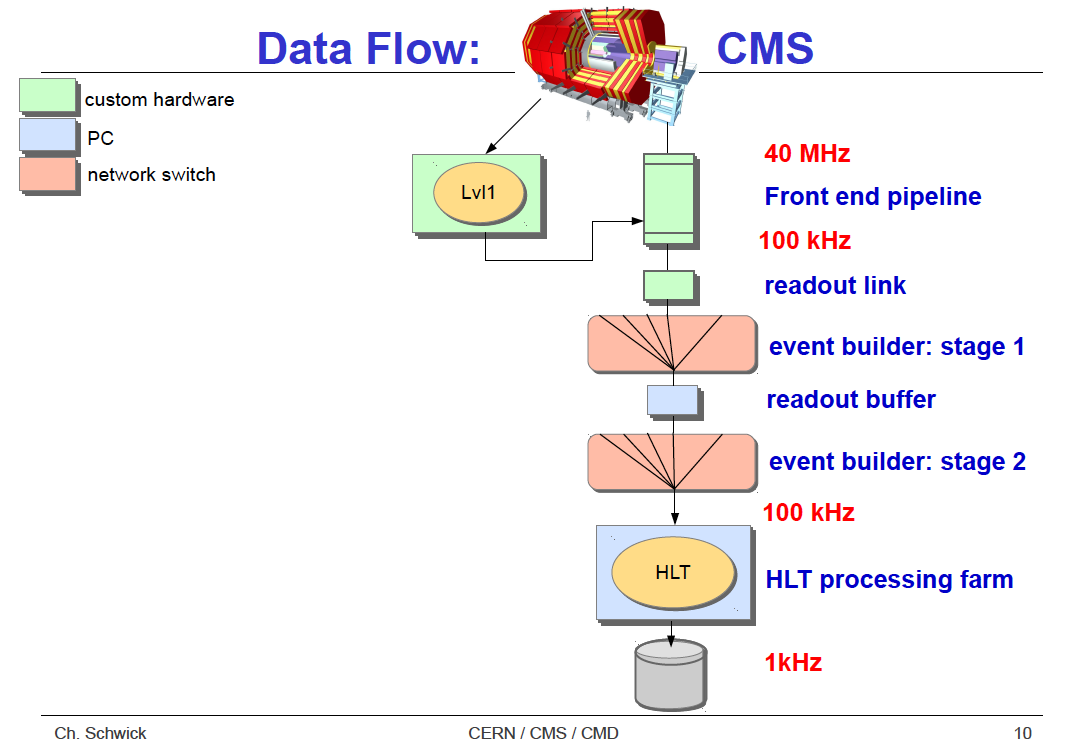 Data Flow: CMS
custom hardware
PC
network switch
Lvl1
40 MHz
Front end pipeline
100 kHz
readout link
event builder: stage 1
readout buffer
event builder: stage 2
100 kHz
HLT
HLT processing farm
1kHz
Ch. Schwick CERN / CMS / CMD 10